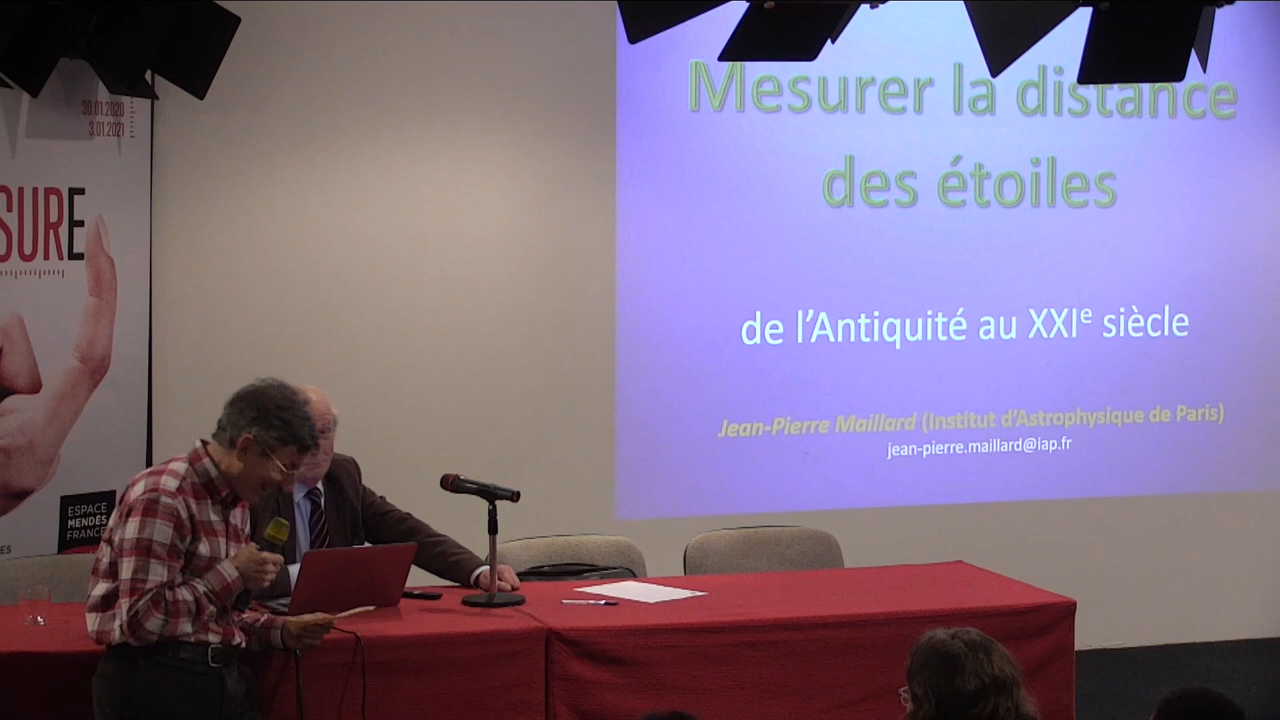 30.01.2020
3.01.2021
SURE
ESPACE
MENDÈS
FRANCE
ES
Mesurer la distance
des étoiles
de l'Antiquité au XXIe siècle
Jean-Pierre Maillard (Institut d'Astrophysique de Paris)
jean-pierre.maillard@iap.fr